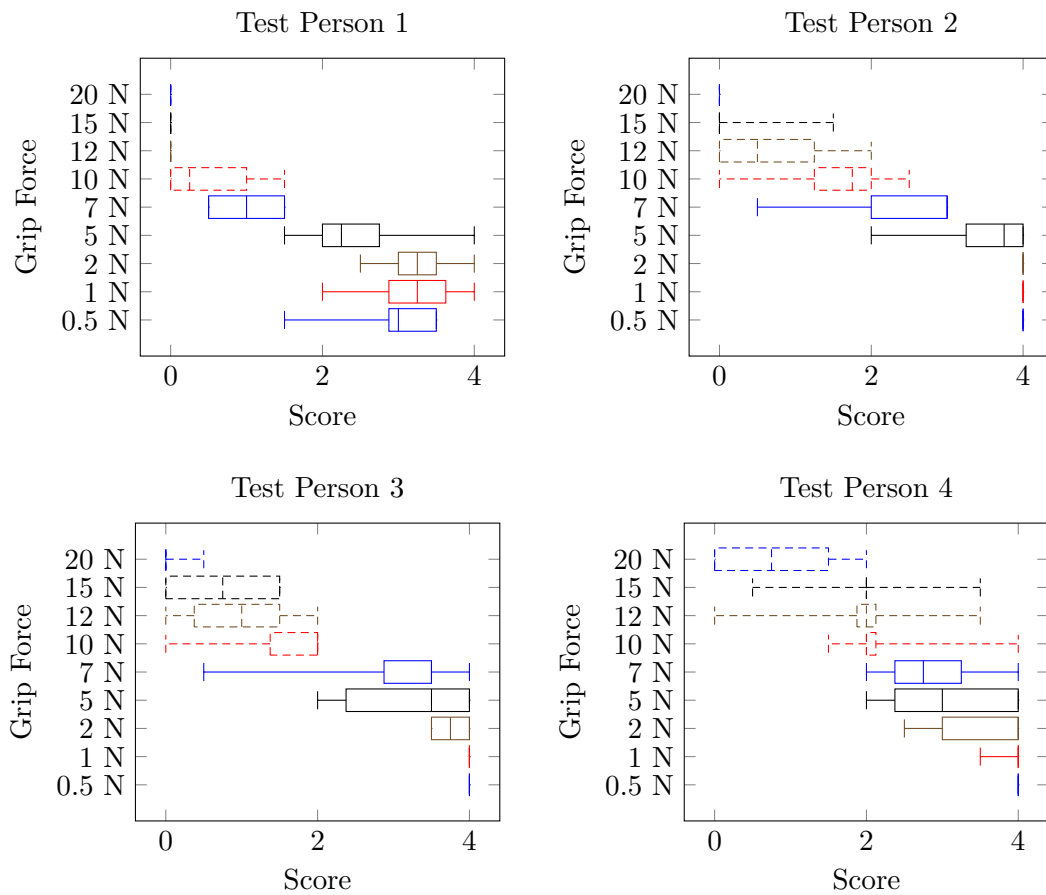 Test Person 1
Grip Force
20 N
15 N
12 N
10 N
7 N
5 N
2 N
1 N
0.5 N
0 2 4
Score
Test Person 2
Grip Force
20 N
15 N
12 N
10 N
7 N
5 N
2 N
1 N
0.5 N
0 2 4
Score
Test Person 3
Grip Force
20 N
15 N
12 N
10 N
7 N
5 N
2 N
1 N
0.5 N
0 2 4
Score
Test Person 4
Grip Force
20 N
15 N
12 N
10 N
7 N
5 N
2 N
1 N
0.5 N
0 2 4
Score